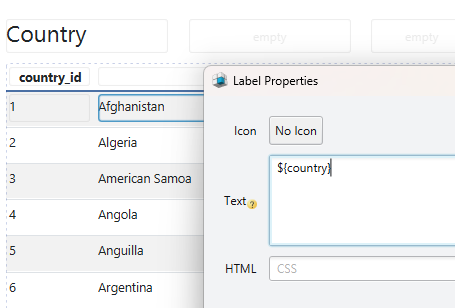 Country
empty
empty
country_id
Label Properties
1
Afghanistan
Icon
No Icon
2
Algeria
${country}
3
American Samoa
Text
?
4
Angola
5
Anguilla
HTML
CSS
6
Argentina